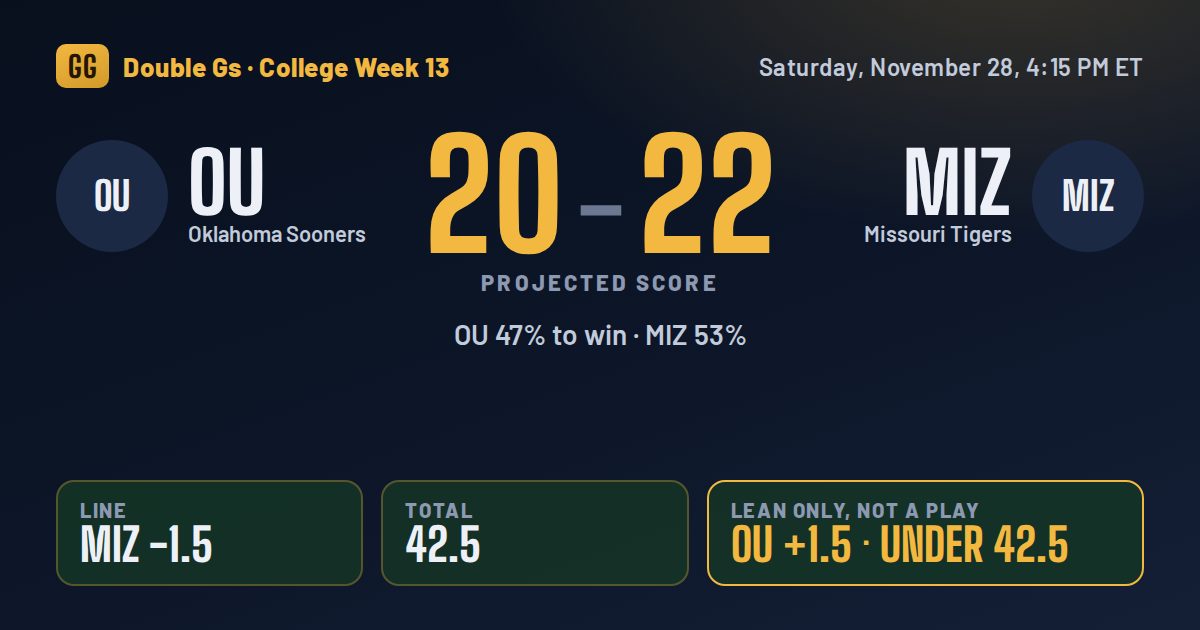 GG Double Gs · College Week 13
Saturday, November 28, 4:15 PM ET
OU
OU
Oklahoma Sooners
20 – 22
PROJECTED SCORE
OU 47% to win · MIZ 53%
MIZ
Missouri Tigers
MIZ
LINE
MIZ −1.5
TOTAL
42.5
LEAN ONLY, NOT A PLAY
OU +1.5 · UNDER 42.5